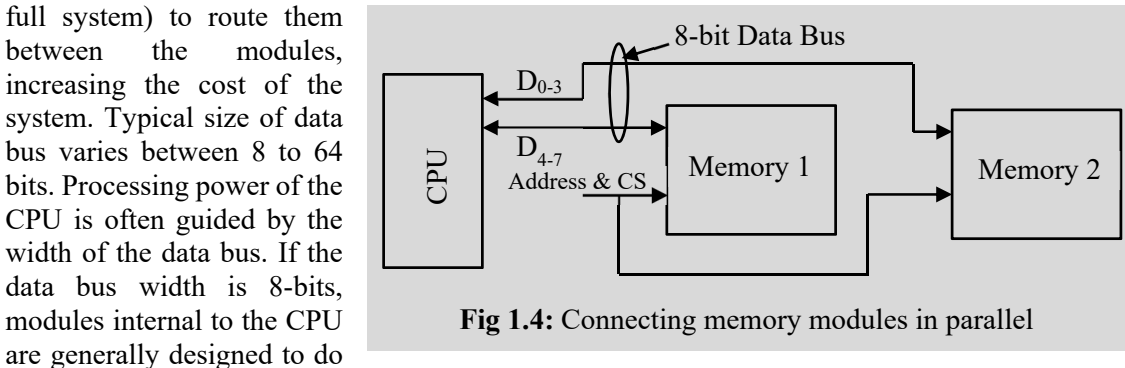 full system) to route them
between the modules,
increasing the cost of the
system. Typical size of data
bus varies between 8 to 64
bits. Processing power of the
CPU is often guided by the
width of the data bus. If the
data bus width is 8-bits,
modules internal to the CPU
are generally designed to do
8-bit Data Bus
D0-3
D4-7
Address & CS
CPU
Memory 1
Memory 2
Fig 1.4: Connecting memory modules in parallel